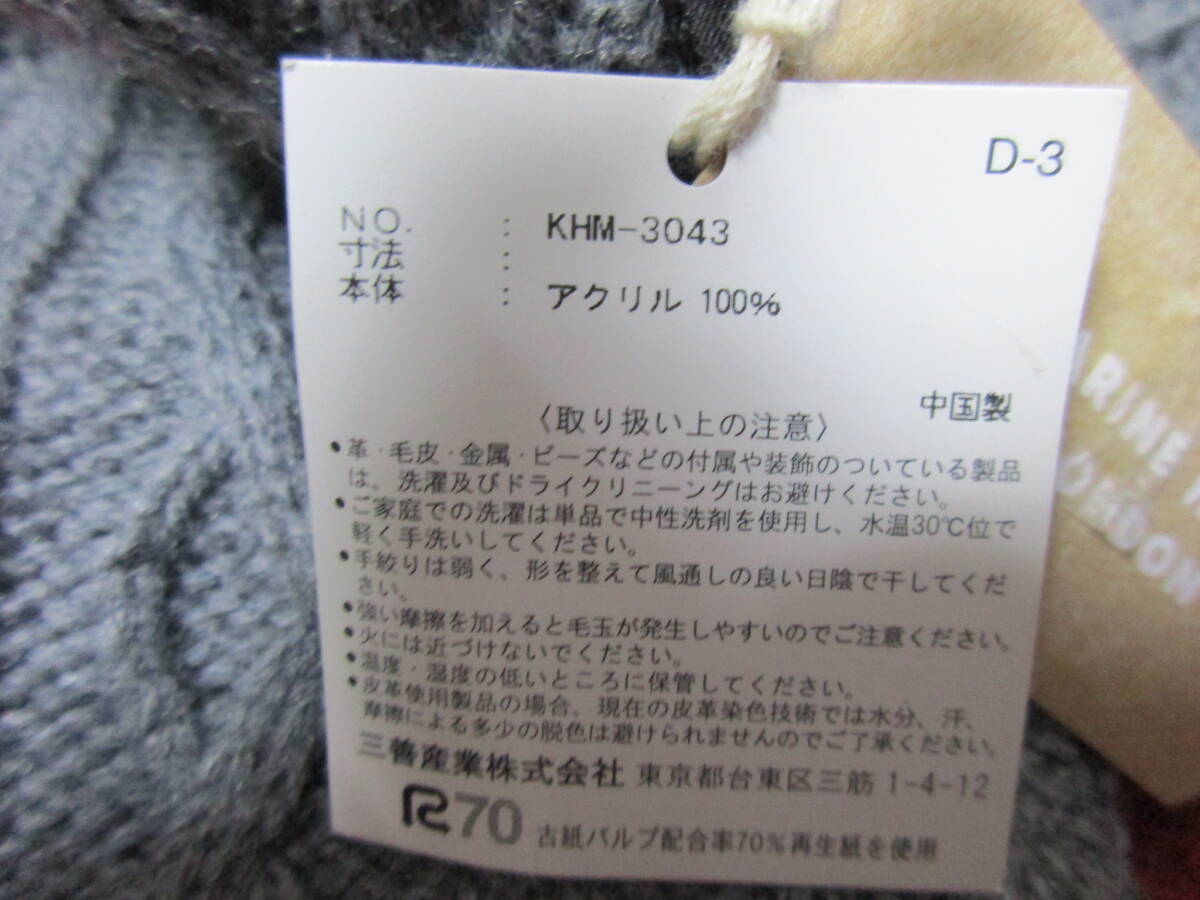 D-3
NO. : KHM-3043
寸法 :
本体 : アクリル 100%
中国製
〈取り扱い上の注意〉
●革・毛皮・金属・ビーズなどの付属や装飾のついている製品
は、洗濯及びドライクリーニングはお避けください。
●ご家庭での洗濯は単品で中性洗剤を使用し、水温30℃位で
軽く手洗いしてください。
●手絞りは弱く、形を整えて風通しの良い日陰で干してくだ
さい。
●強い摩擦を加えると毛玉が発生しやすいのでご注意ください。
●火には近づけないでください。
●温度・湿度の低いところに保管してください。
●皮革使用製品の場合、現在の皮革染色技術では水分、汗、
摩擦による多少の脱色は避けられませんのでご了承ください。
三善産業株式会社 東京都台東区三筋 1-4-12
R70 古紙パルプ配合率70%再生紙を使用